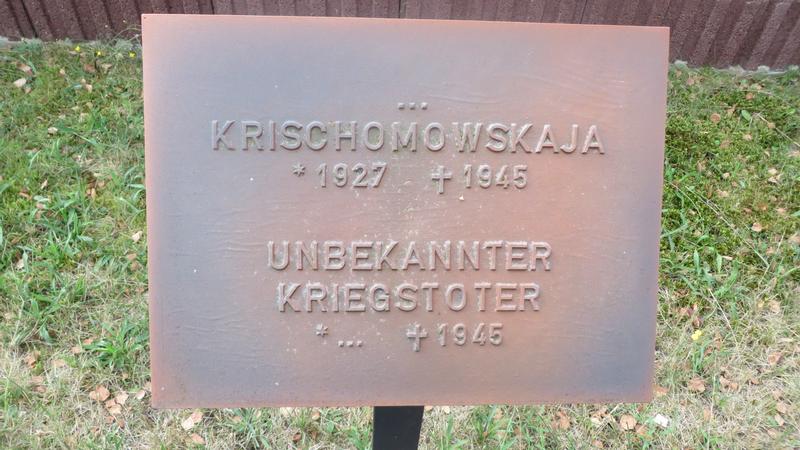 ...
KRISCHOMOWSKAJA
* 1927 ✝ 1945
UNBEKANNTER
KRIEGSTOTER
* ... ✝ 1945